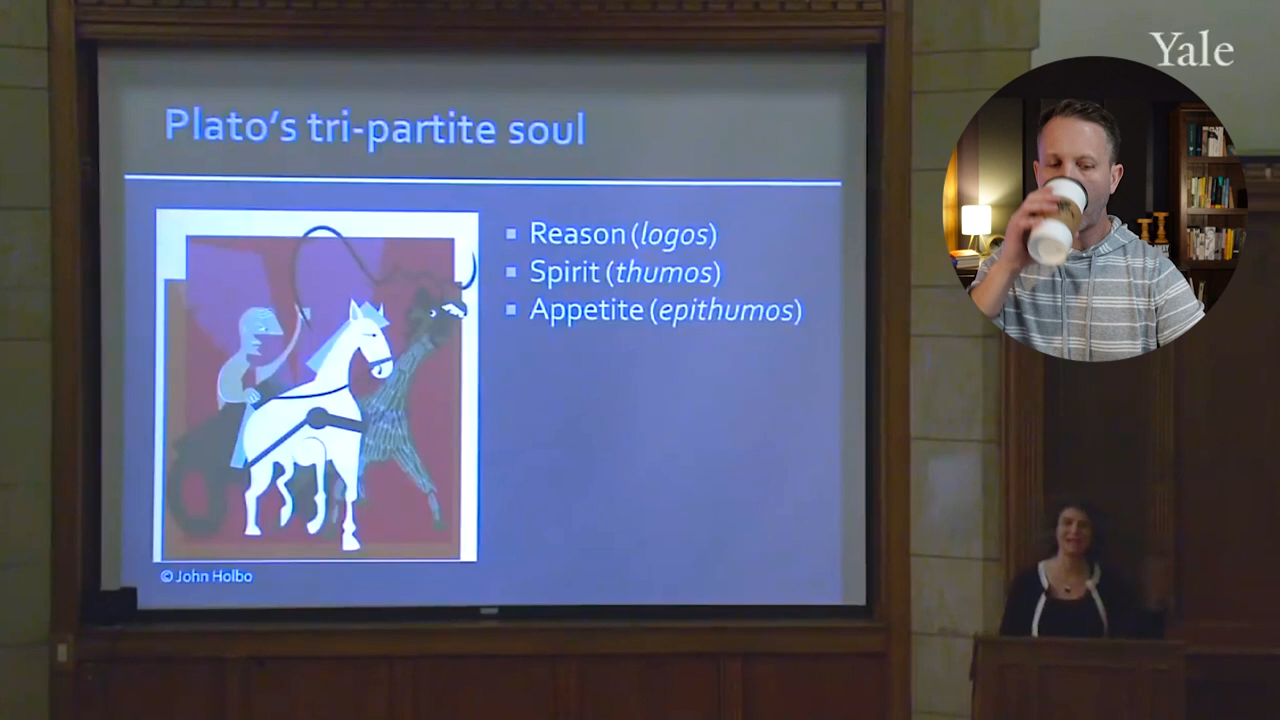 Yale
Plato's tri-partite soul
▪ Reason (logos)
▪ Spirit (thumos)
▪ Appetite (epithumos)
© John Holbo